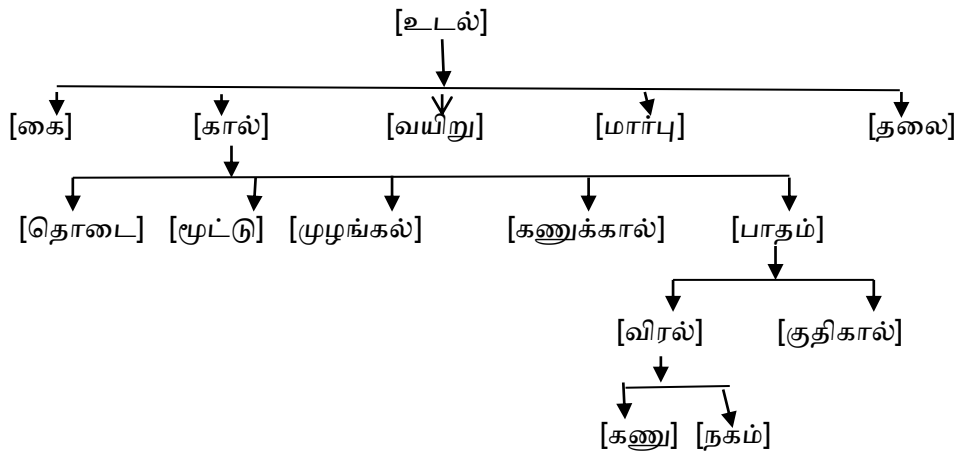 [உடல்]
[கை] [கால்] [வயிறு] [மார்பு] [தலை]
[தொடை] [மூட்டு] [முழங்கல்] [கணுக்கால்] [பாதம்]
[விரல்] [குதிகால்]
[கணு] [நகம்]